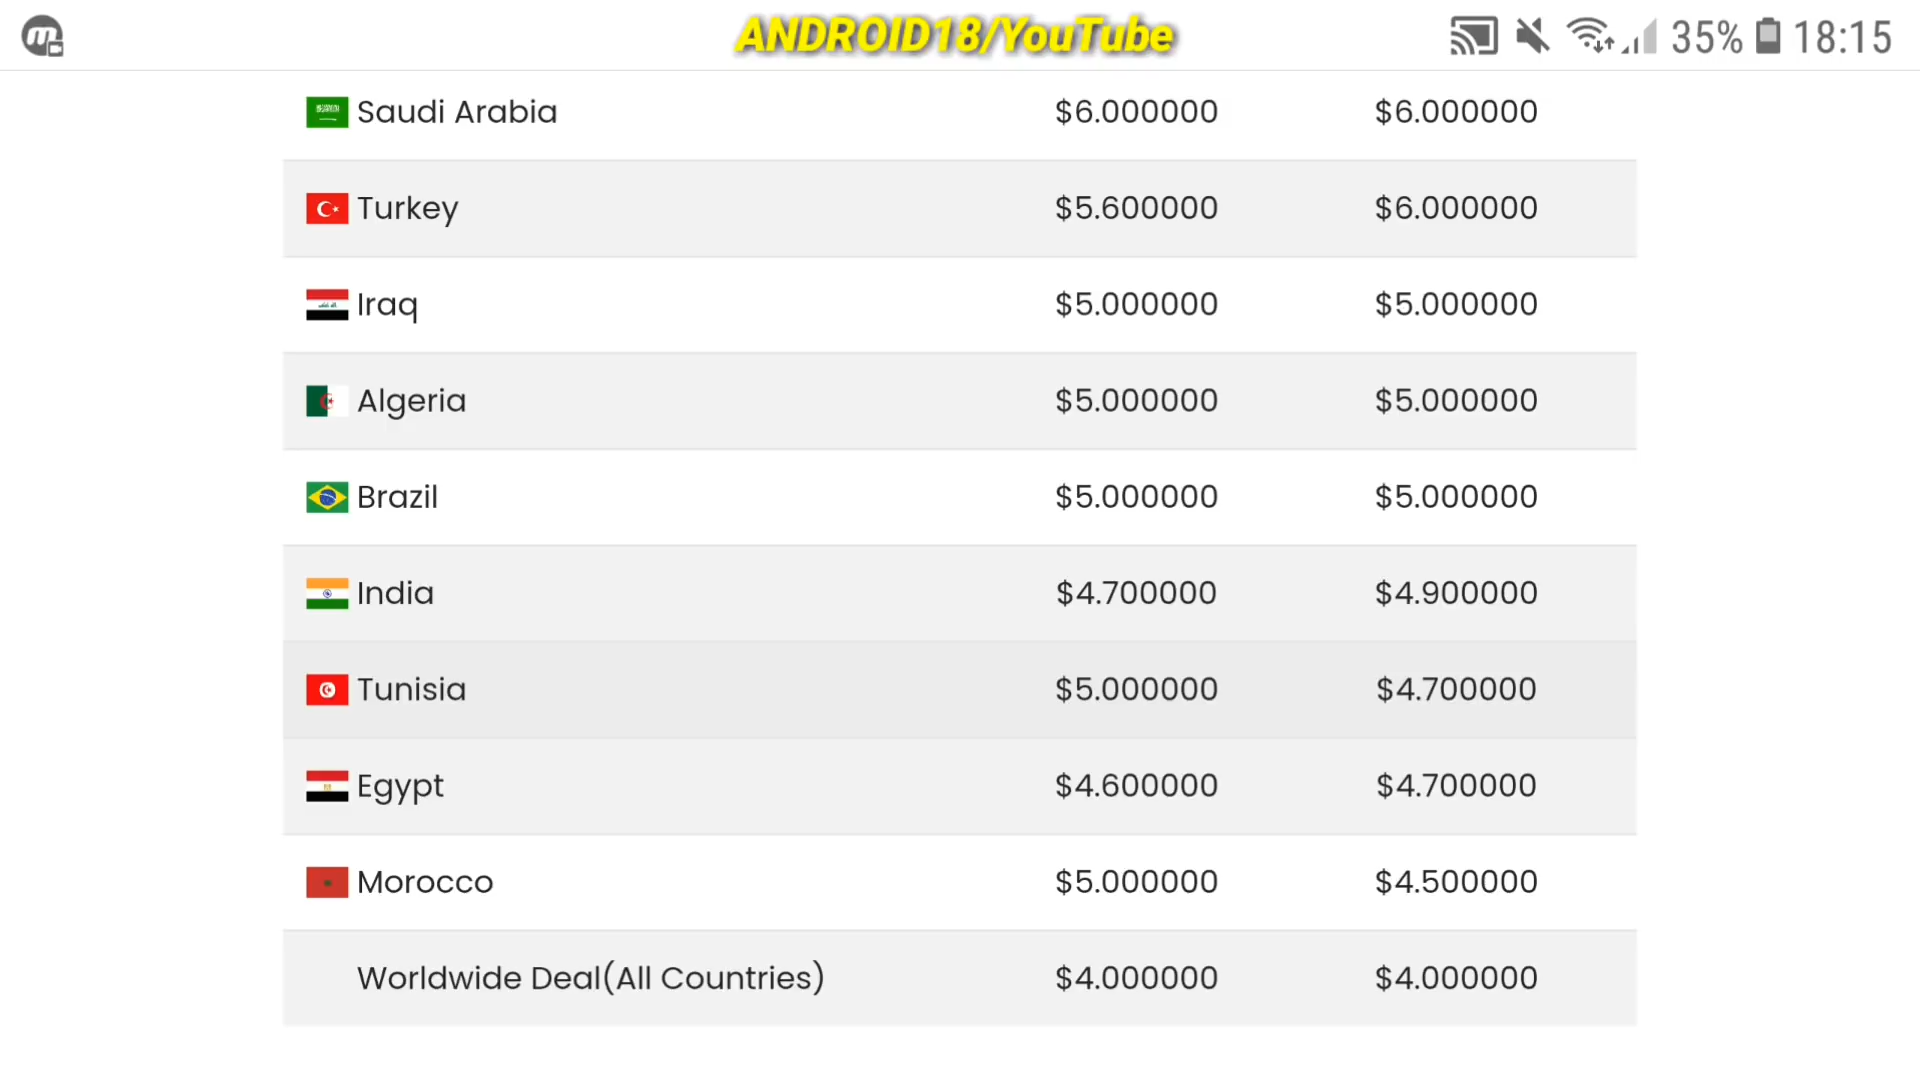 ANDROID18/YouTube
35% 18:15
Saudi Arabia $6.000000 $6.000000
Turkey $5.600000 $6.000000
Iraq $5.000000 $5.000000
Algeria $5.000000 $5.000000
Brazil $5.000000 $5.000000
India $4.700000 $4.900000
Tunisia $5.000000 $4.700000
Egypt $4.600000 $4.700000
Morocco $5.000000 $4.500000
Worldwide Deal(All Countries) $4.000000 $4.000000